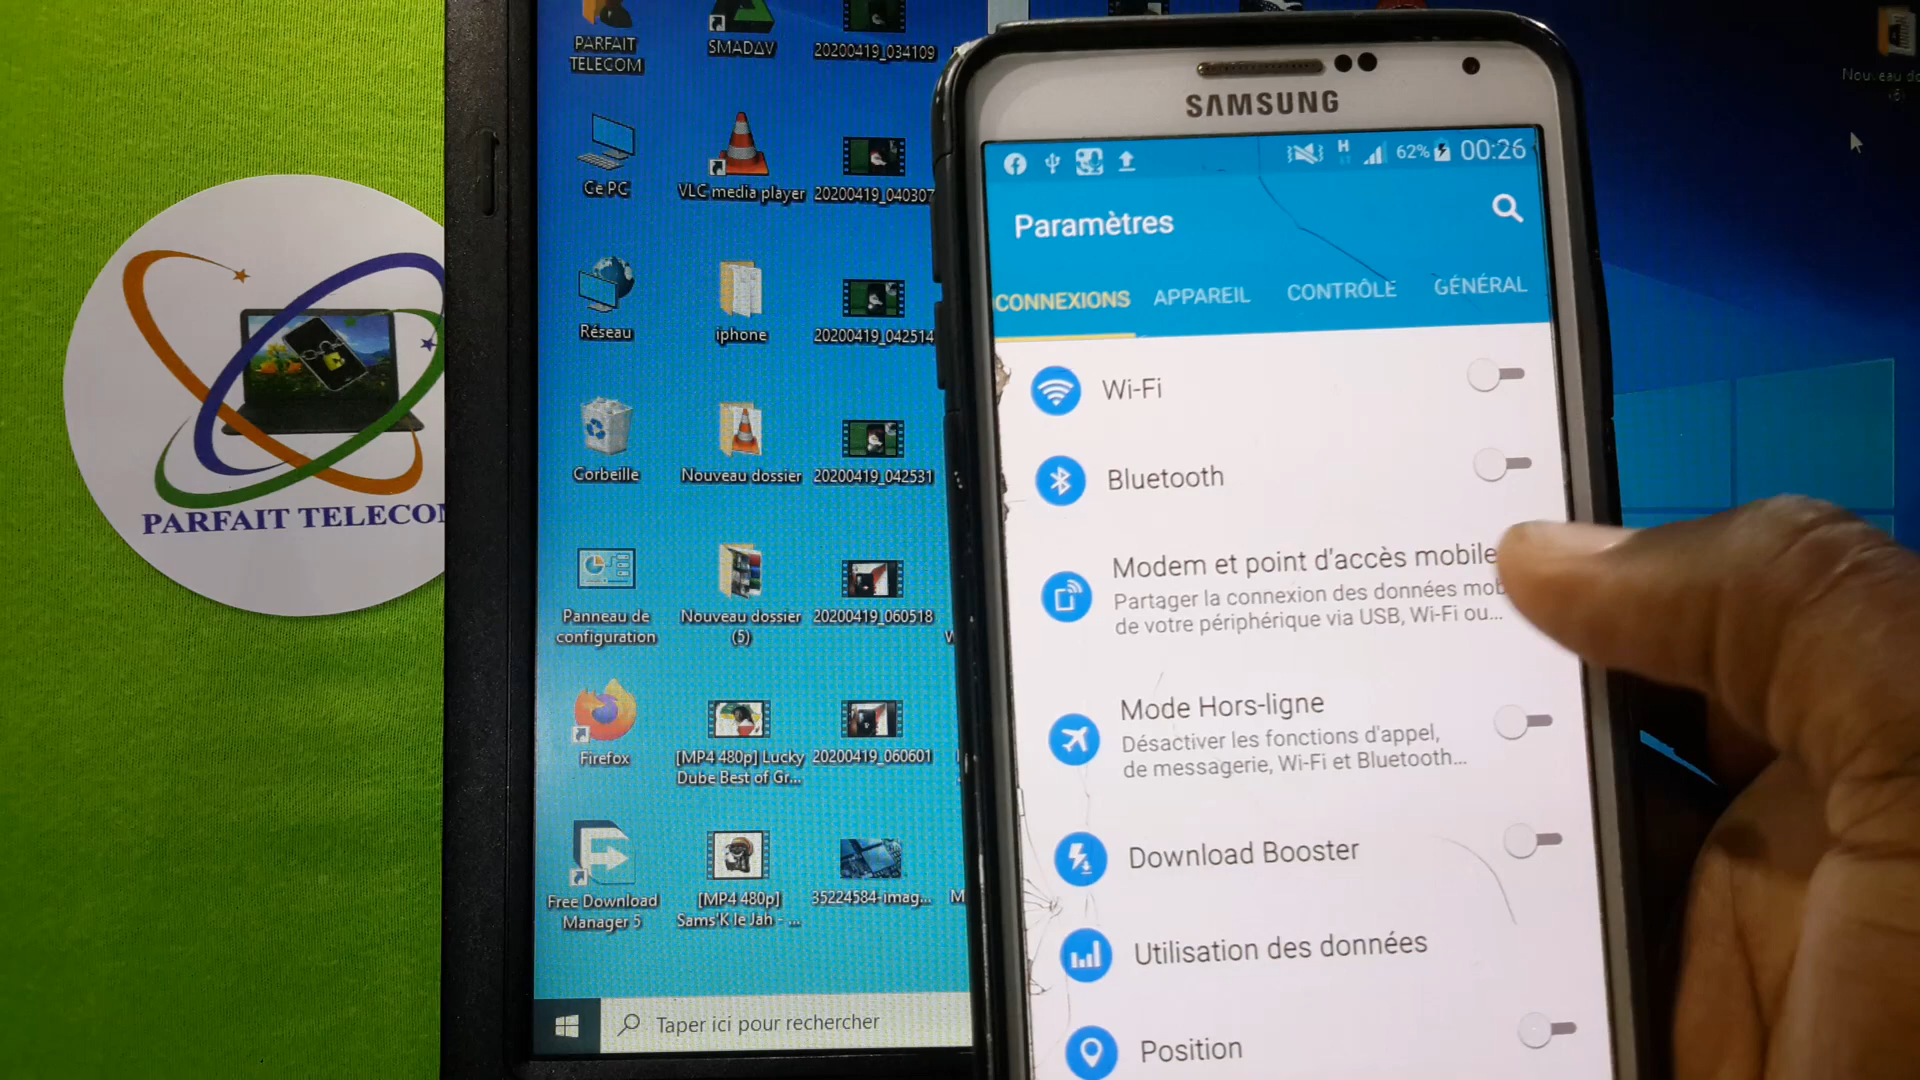 PARFAIT TELECOM
PARFAIT
TELECOM
SMADΔV
20200419_034109
Ce PC
VLC media player
20200419_040307
Réseau
iphone
20200419_042514
Corbeille
Nouveau dossier
20200419_042531
Panneau de
configuration
Nouveau dossier
(5)
20200419_060518
Firefox
[MP4 480p] Lucky
Dube Best of Gr...
20200419_060601
Free Download
Manager 5
[MP4 480p]
Sams'K le Jah - ...
35224584-imag...
Taper ici pour rechercher
SAMSUNG
H
62%
00:26
Paramètres
CONNEXIONS
APPAREIL
CONTRÔLE
GÉNÉRAL
Wi-Fi
Bluetooth
Modem et point d'accès mobile
Partager la connexion des données mob
de votre périphérique via USB, Wi-Fi ou...
Mode Hors-ligne
Désactiver les fonctions d'appel,
de messagerie, Wi-Fi et Bluetooth...
Download Booster
Utilisation des données
Position
Nouveau do